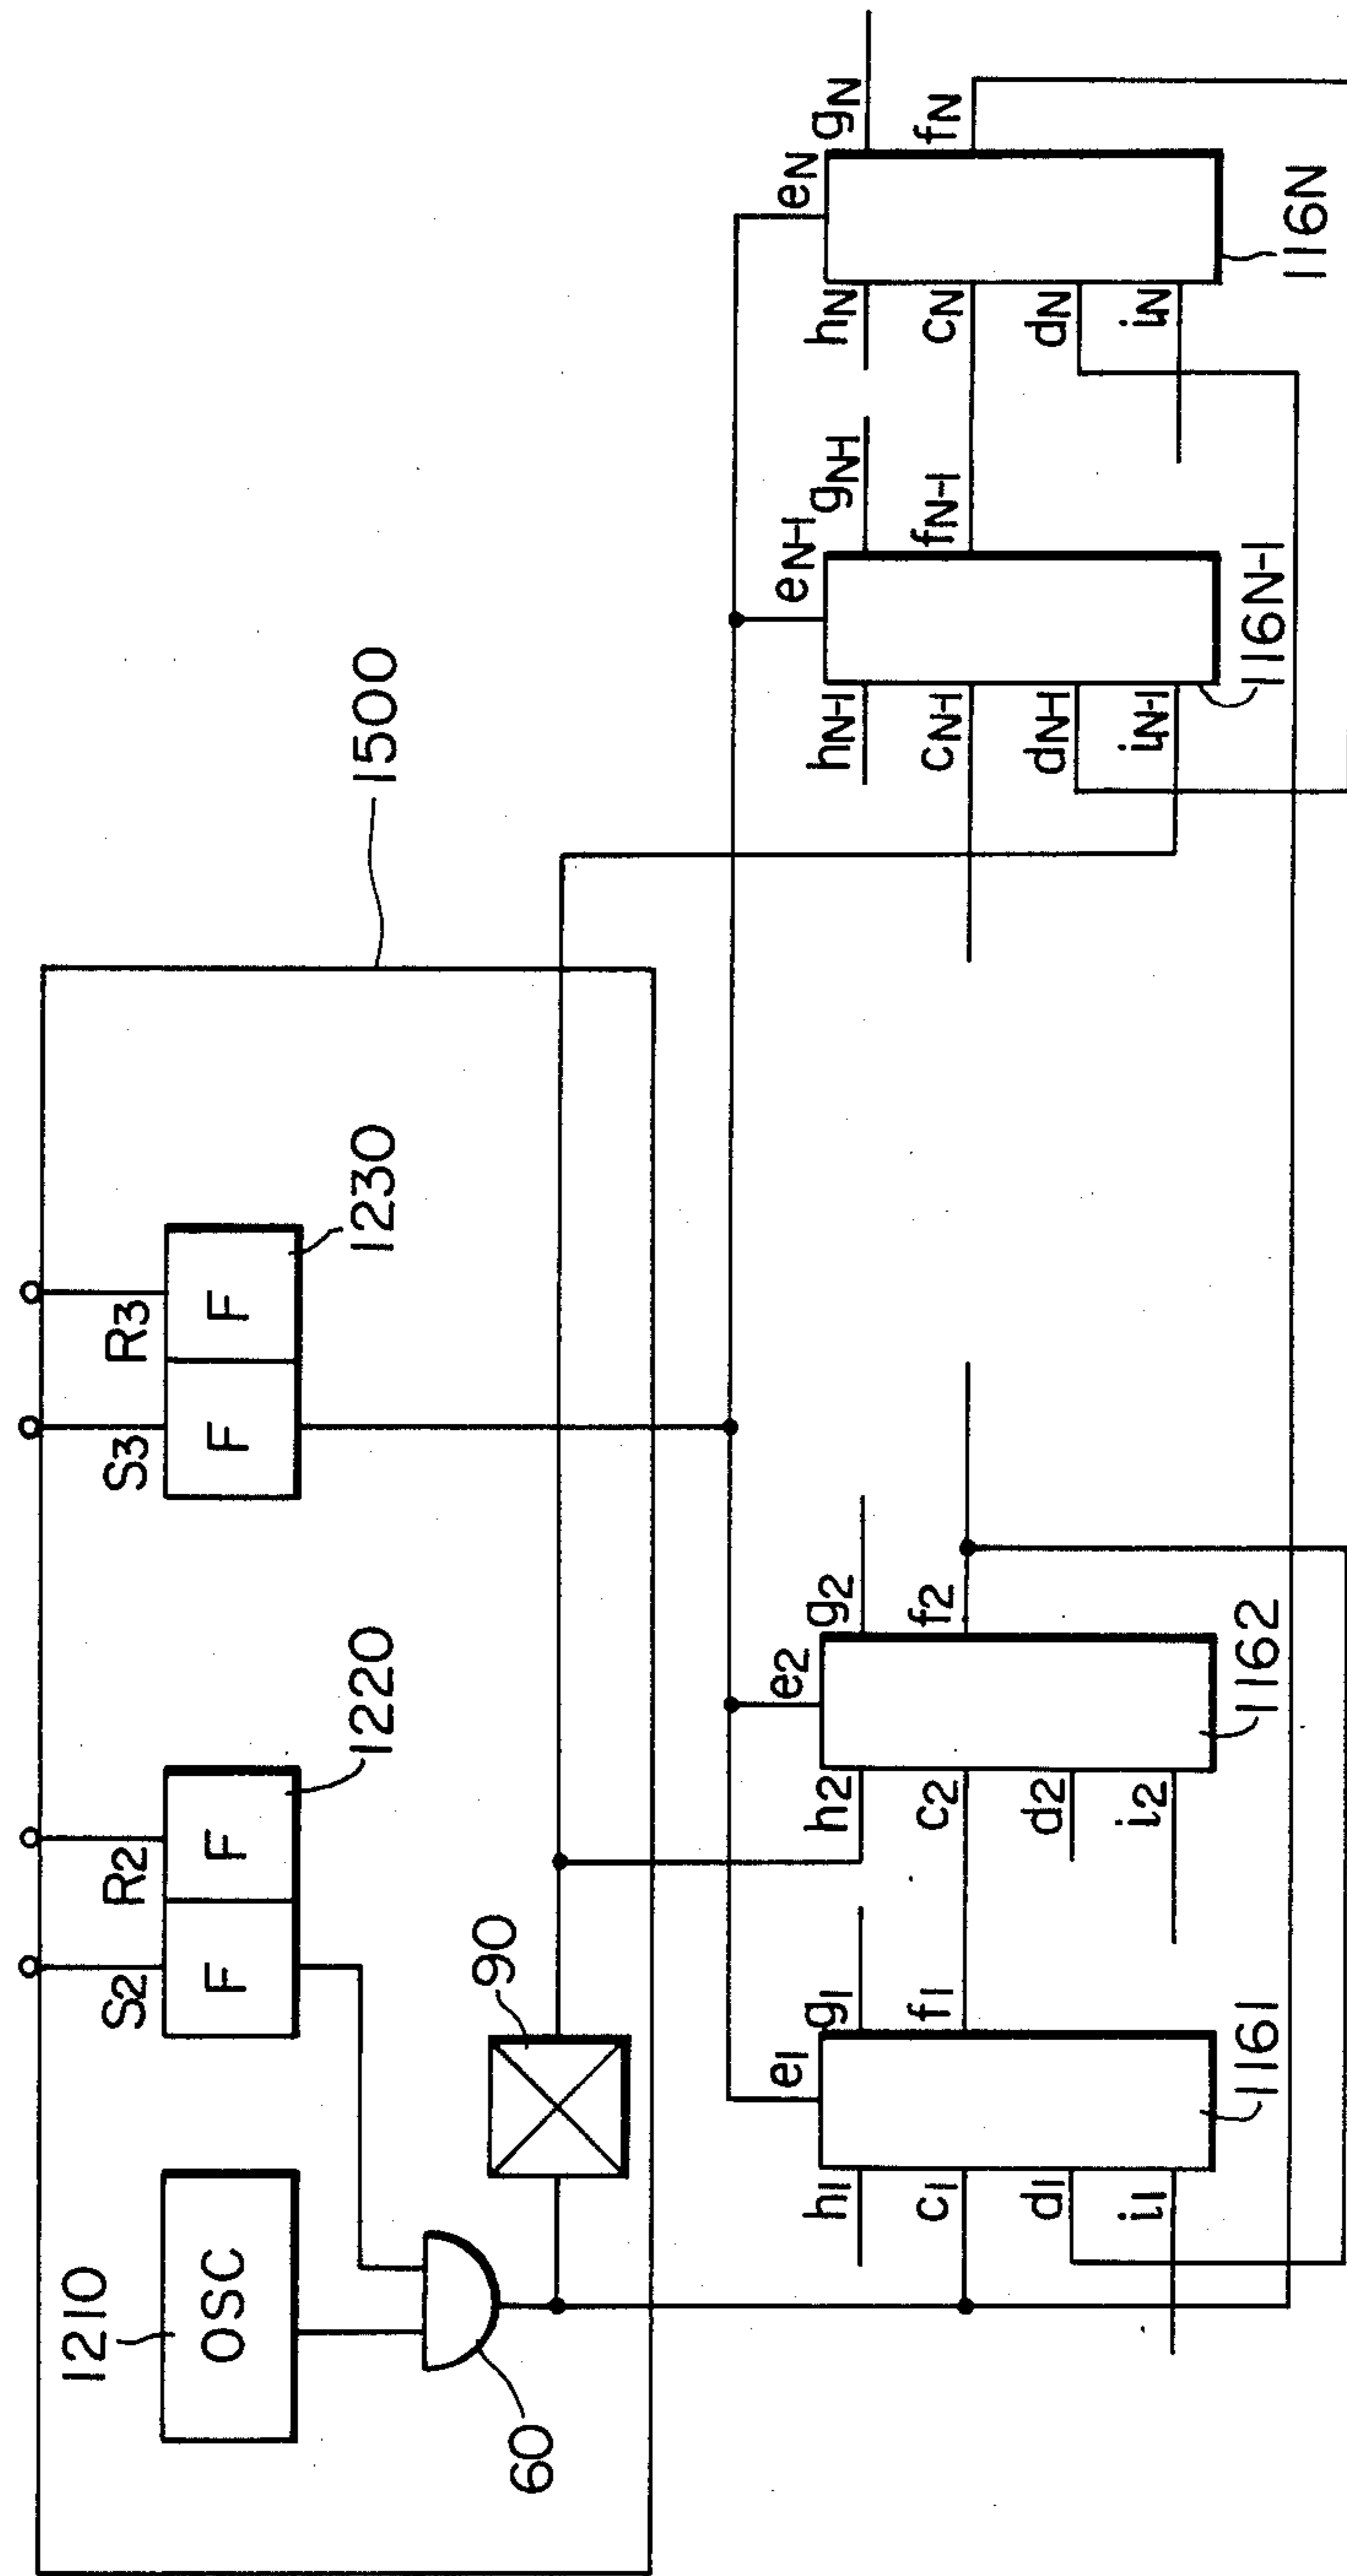 1500
1210
OSC
S2
R2
F
F
1220
S3
R3
F
F
1230
60
90
e1
h1
g1
c1
f1
d1
i1
1161
e2
h2
g2
c2
f2
d2
i2
1162
eN-1
hN-1
gN-1
cN-1
fN-1
dN-1
iN-1
116N-1
eN
hN
gN
cN
fN
dN
iN
116N